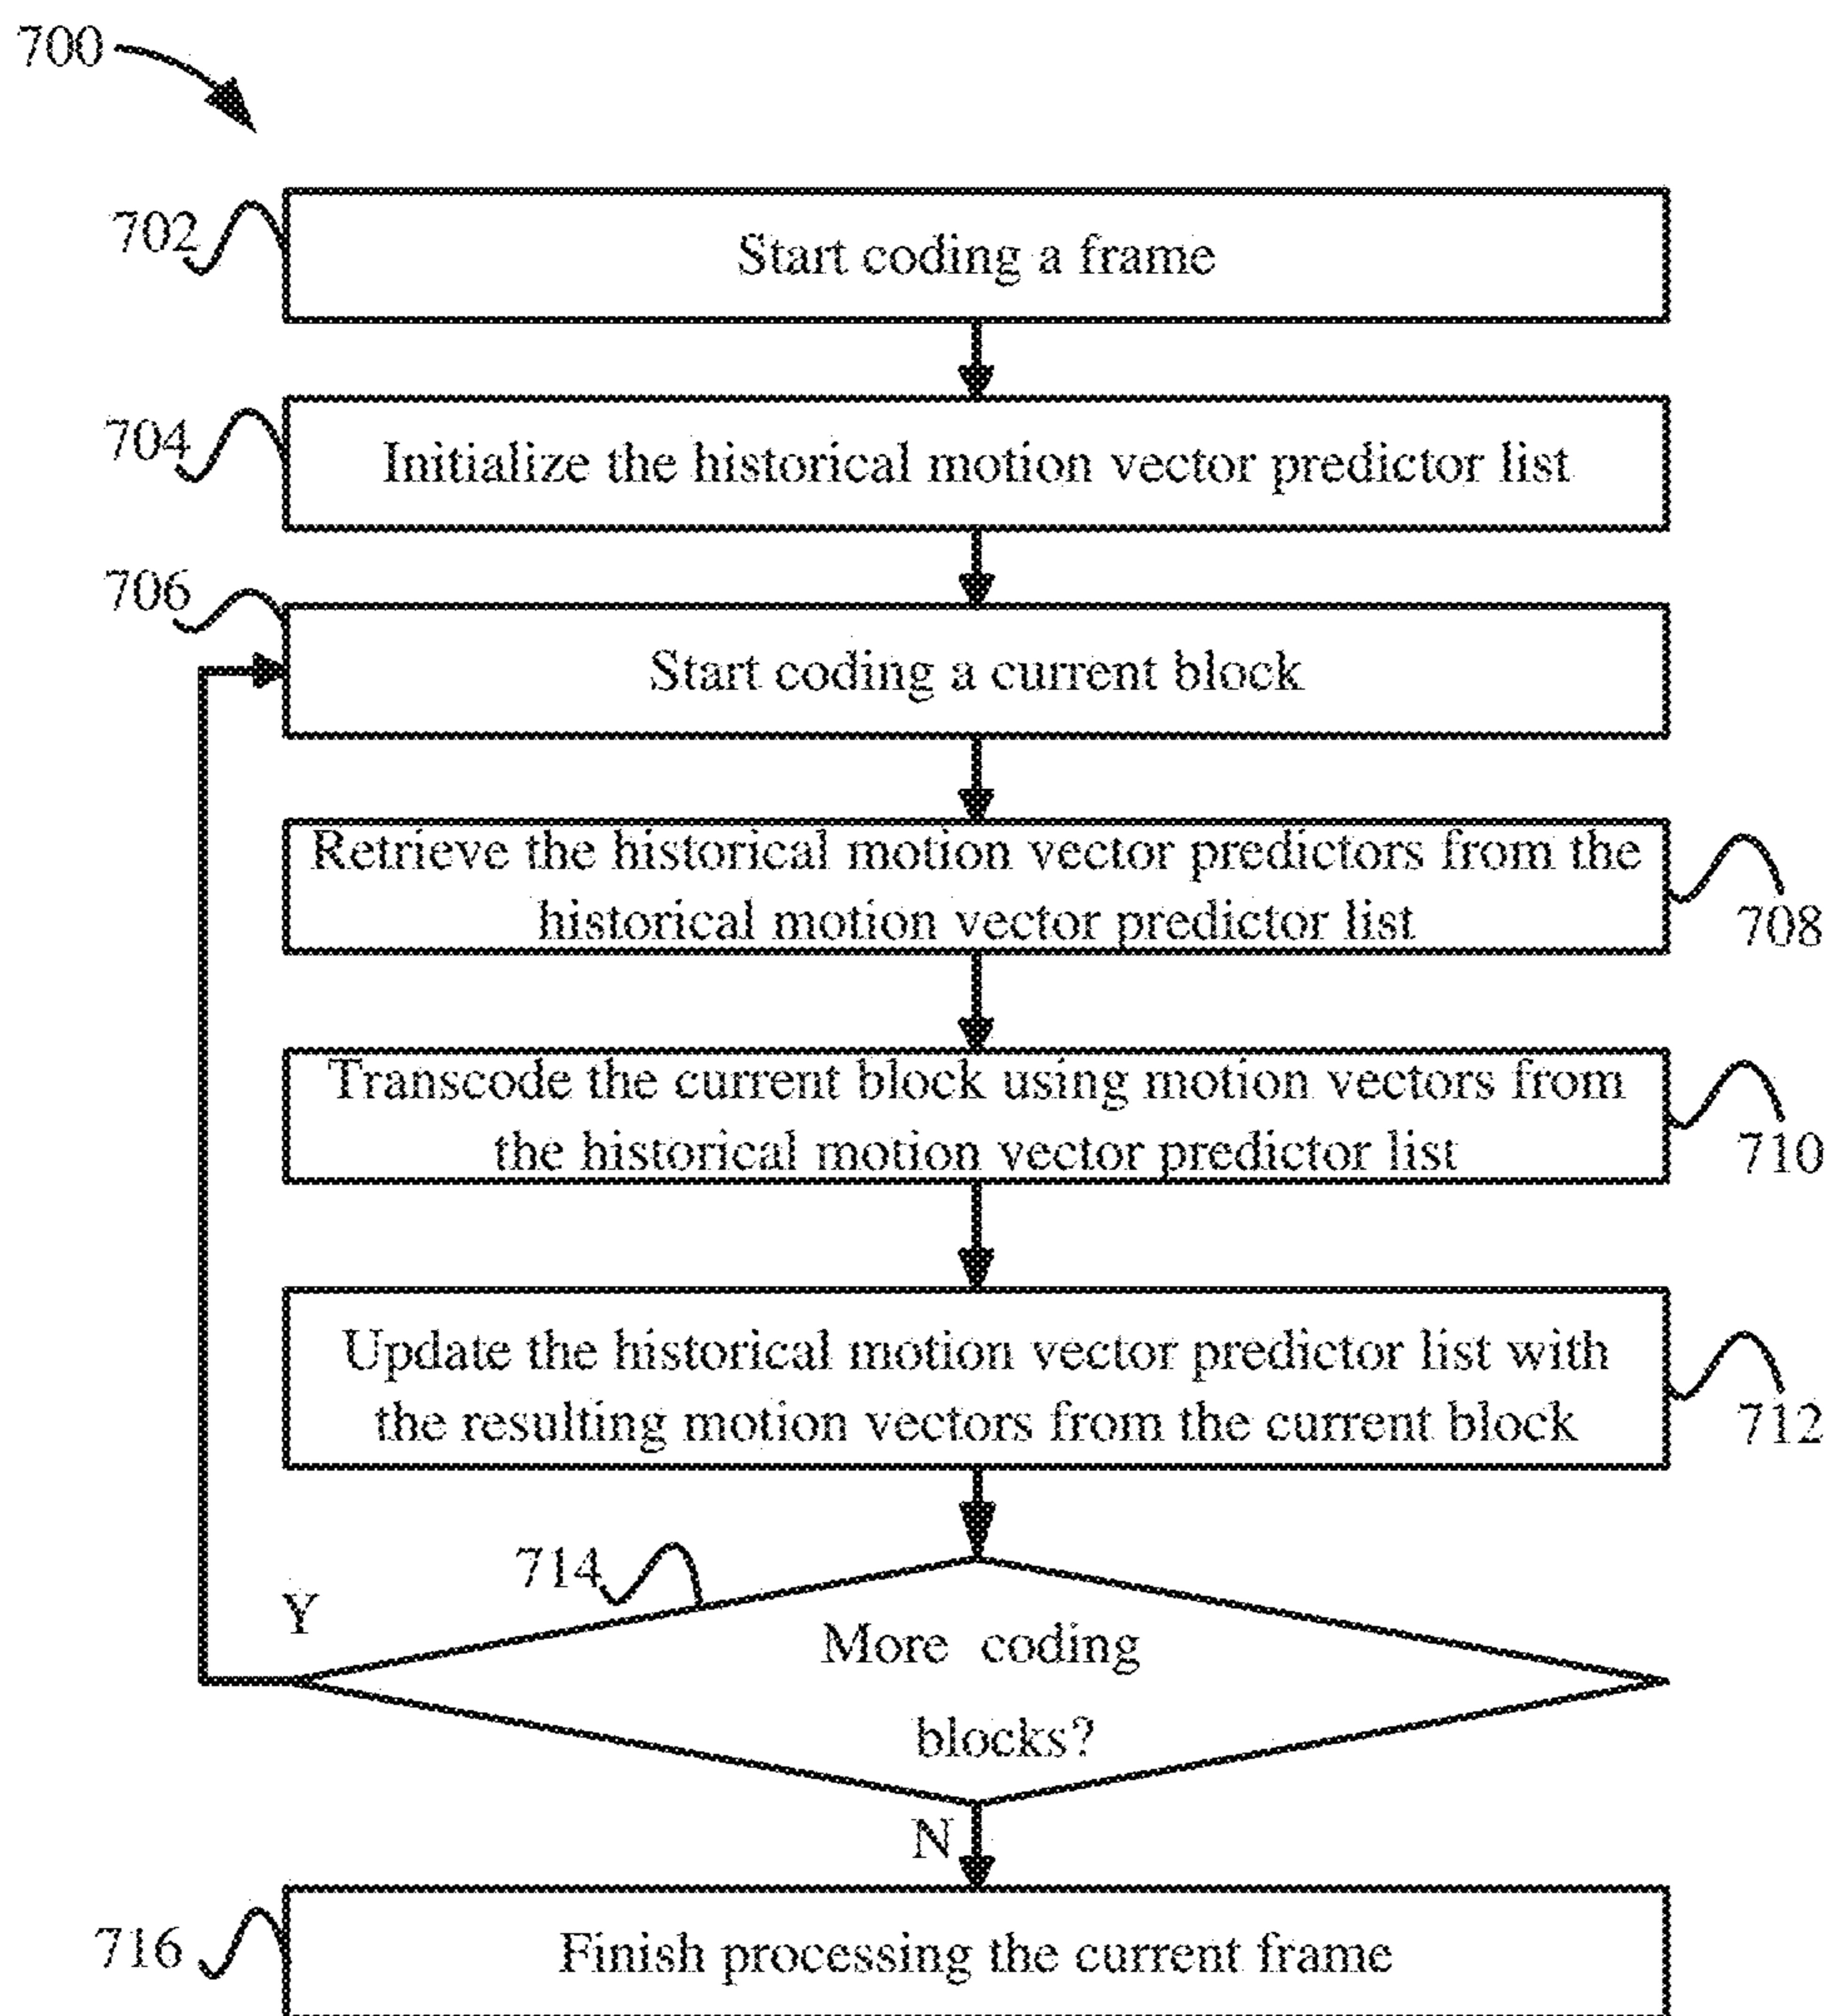 700
702
Start coding a frame
704
Initialize the historical motion vector predictor list
706
Start coding a current block
Retrieve the historical motion vector predictors from the
historical motion vector predictor list
708
Transcode the current block using motion vectors from
the historical motion vector predictor list
710
Update the historical motion vector predictor list with
the resulting motion vectors from the current block
712
714
Y
More coding
blocks?
N
716
Finish processing the current frame